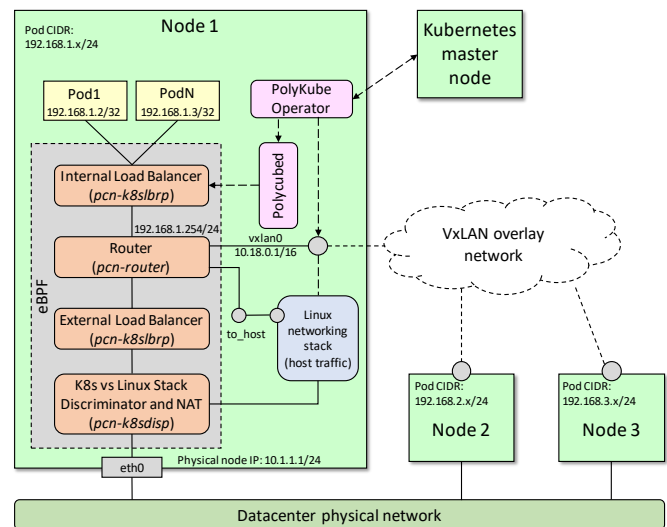 Pod CIDR:
192.168.1.x/24
Node 1
Kubernetes
master
node
Pod1
192.168.1.2/32
PodN
192.168.1.3/32
PolyKube
Operator
Polycubed
eBPF
Internal Load Balancer
(pcn-k8slbrp)
192.168.1.254/24
Router
(pcn-router)
vxlan0
10.18.0.1/16
VxLAN overlay
network
to_host
Linux
networking
stack
(host traffic)
External Load Balancer
(pcn-k8slbrp)
K8s vs Linux Stack
Discriminator and NAT
(pcn-k8sdisp)
Physical node IP: 10.1.1.1/24
eth0
Pod CIDR:
192.168.2.x/24
Node 2
Pod CIDR:
192.168.3.x/24
Node 3
Datacenter physical network